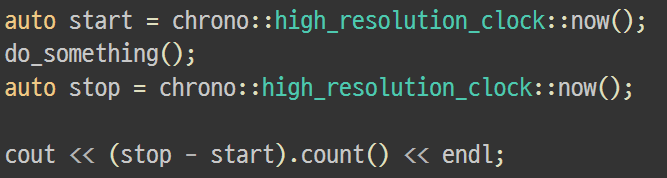 auto start = chrono::high_resolution_clock::now();
do_something();
auto stop = chrono::high_resolution_clock::now();
cout << (stop - start).count() << endl;